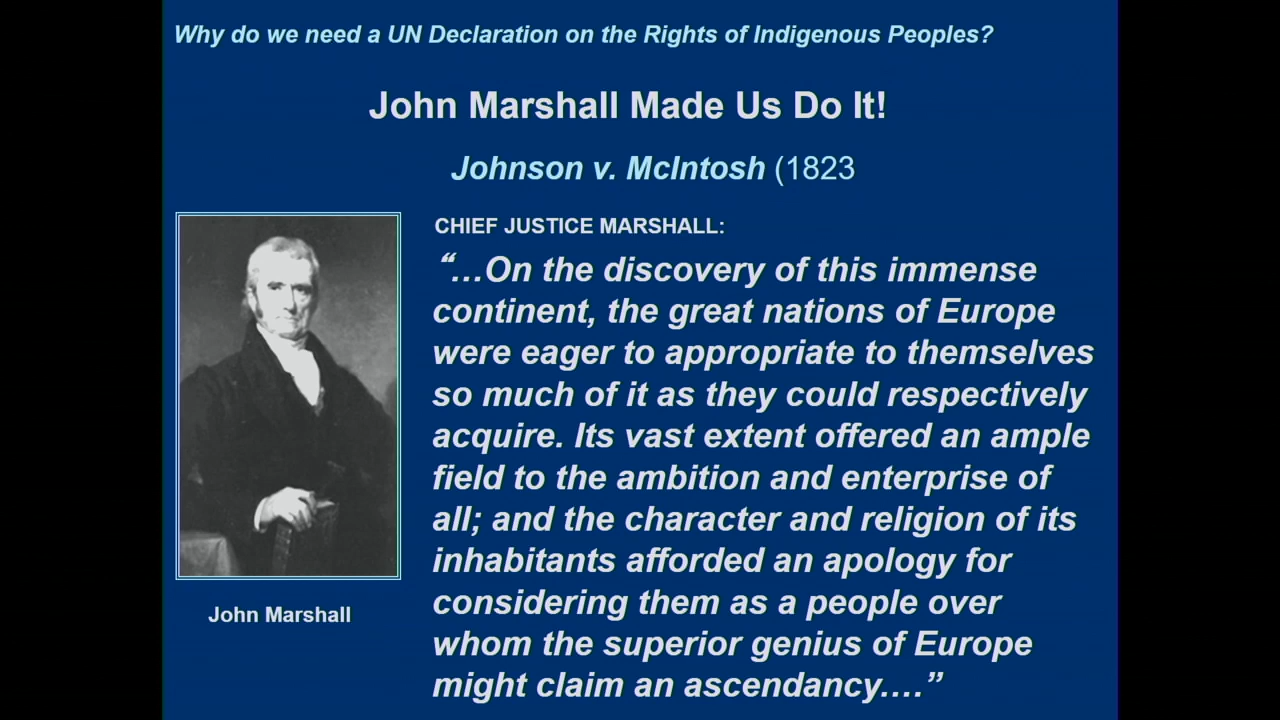 Why do we need a UN Declaration on the Rights of Indigenous Peoples?
John Marshall Made Us Do It!
Johnson v. McIntosh (1823
CHIEF JUSTICE MARSHALL:
“…On the discovery of this immense
continent, the great nations of Europe
were eager to appropriate to themselves
so much of it as they could respectively
acquire. Its vast extent offered an ample
field to the ambition and enterprise of
all; and the character and religion of its
inhabitants afforded an apology for
considering them as a people over
whom the superior genius of Europe
might claim an ascendancy.…”
John Marshall